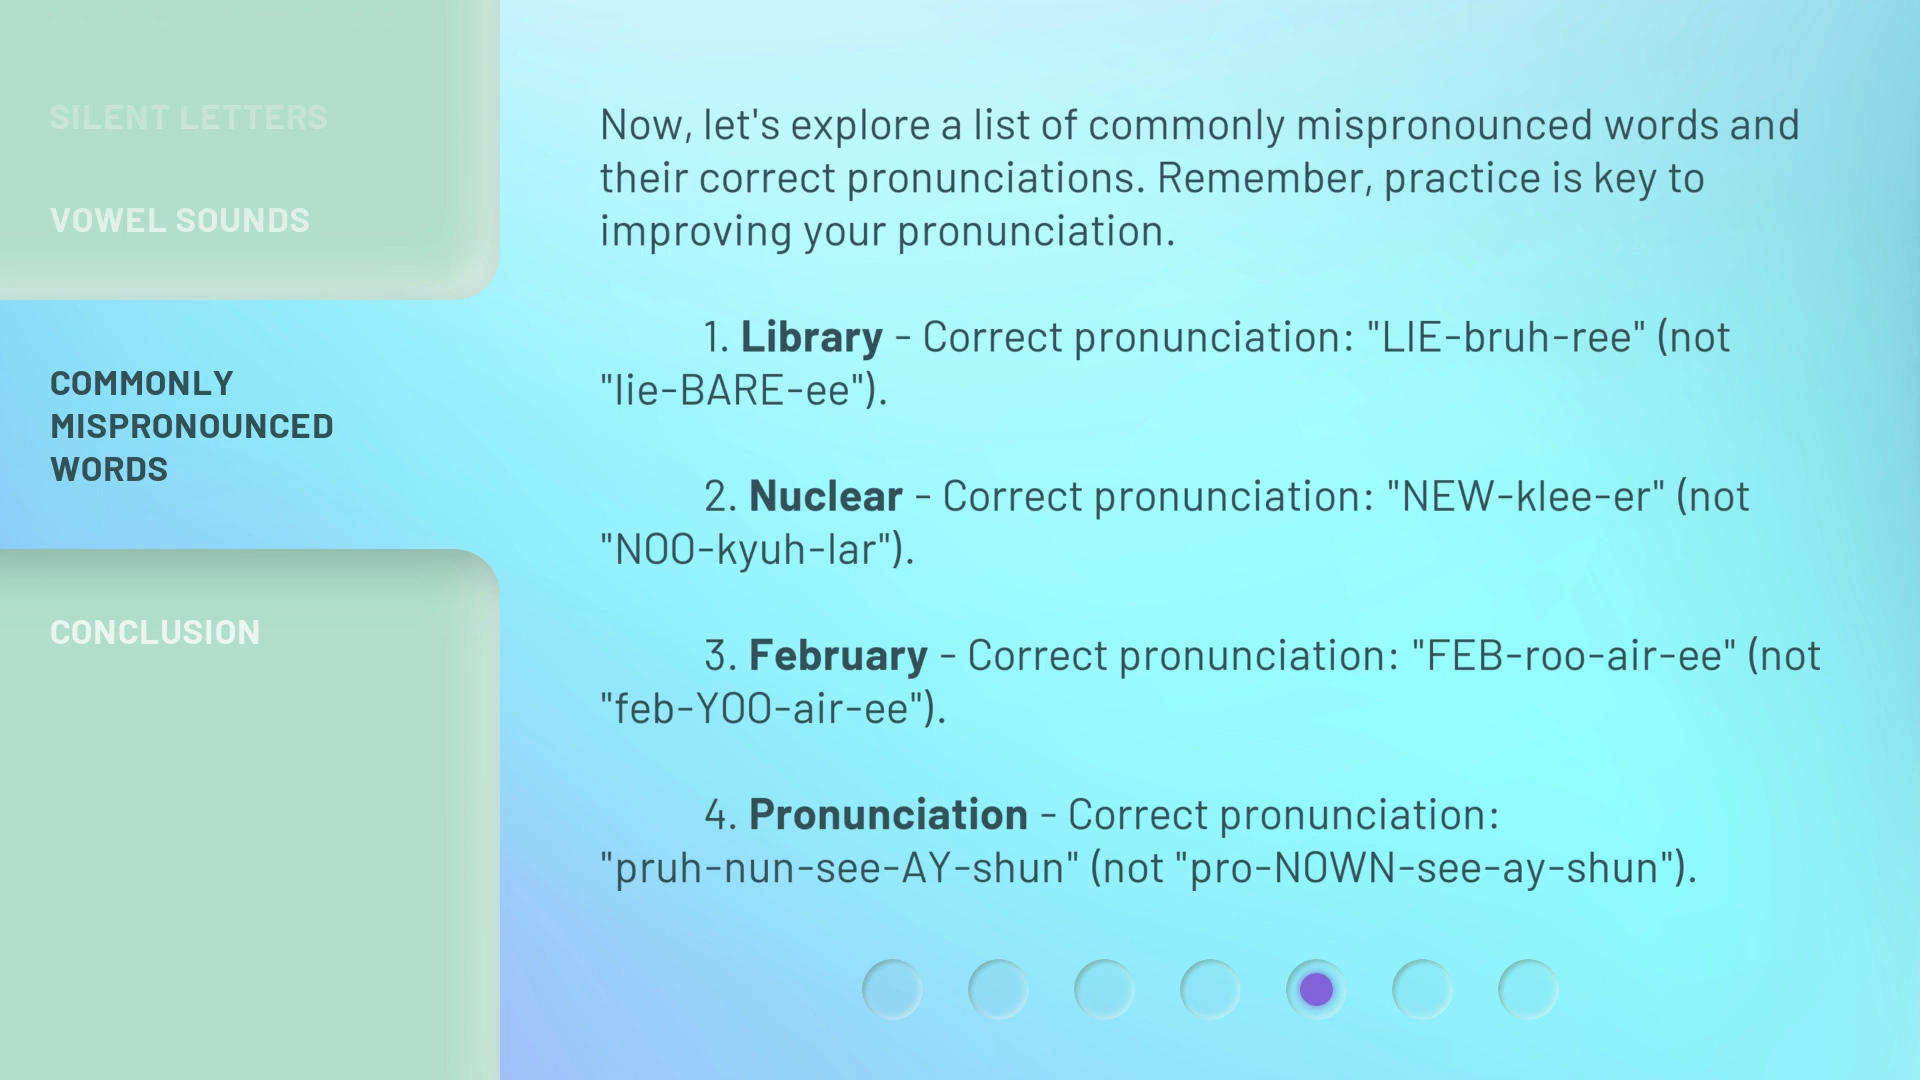 SILENT LETTERS
VOWEL SOUNDS
COMMONLY
MISPRONOUNCED
WORDS
CONCLUSION
Now, let's explore a list of commonly mispronounced words and
their correct pronunciations. Remember, practice is key to
improving your pronunciation.
1. Library - Correct pronunciation: "LIE-bruh-ree" (not
"lie-BARE-ee").
2. Nuclear - Correct pronunciation: "NEW-klee-er" (not
"NOO-kyuh-lar").
3. February - Correct pronunciation: "FEB-roo-air-ee" (not
"feb-YOO-air-ee").
4. Pronunciation - Correct pronunciation:
"pruh-nun-see-AY-shun" (not "pro-NOWN-see-ay-shun").